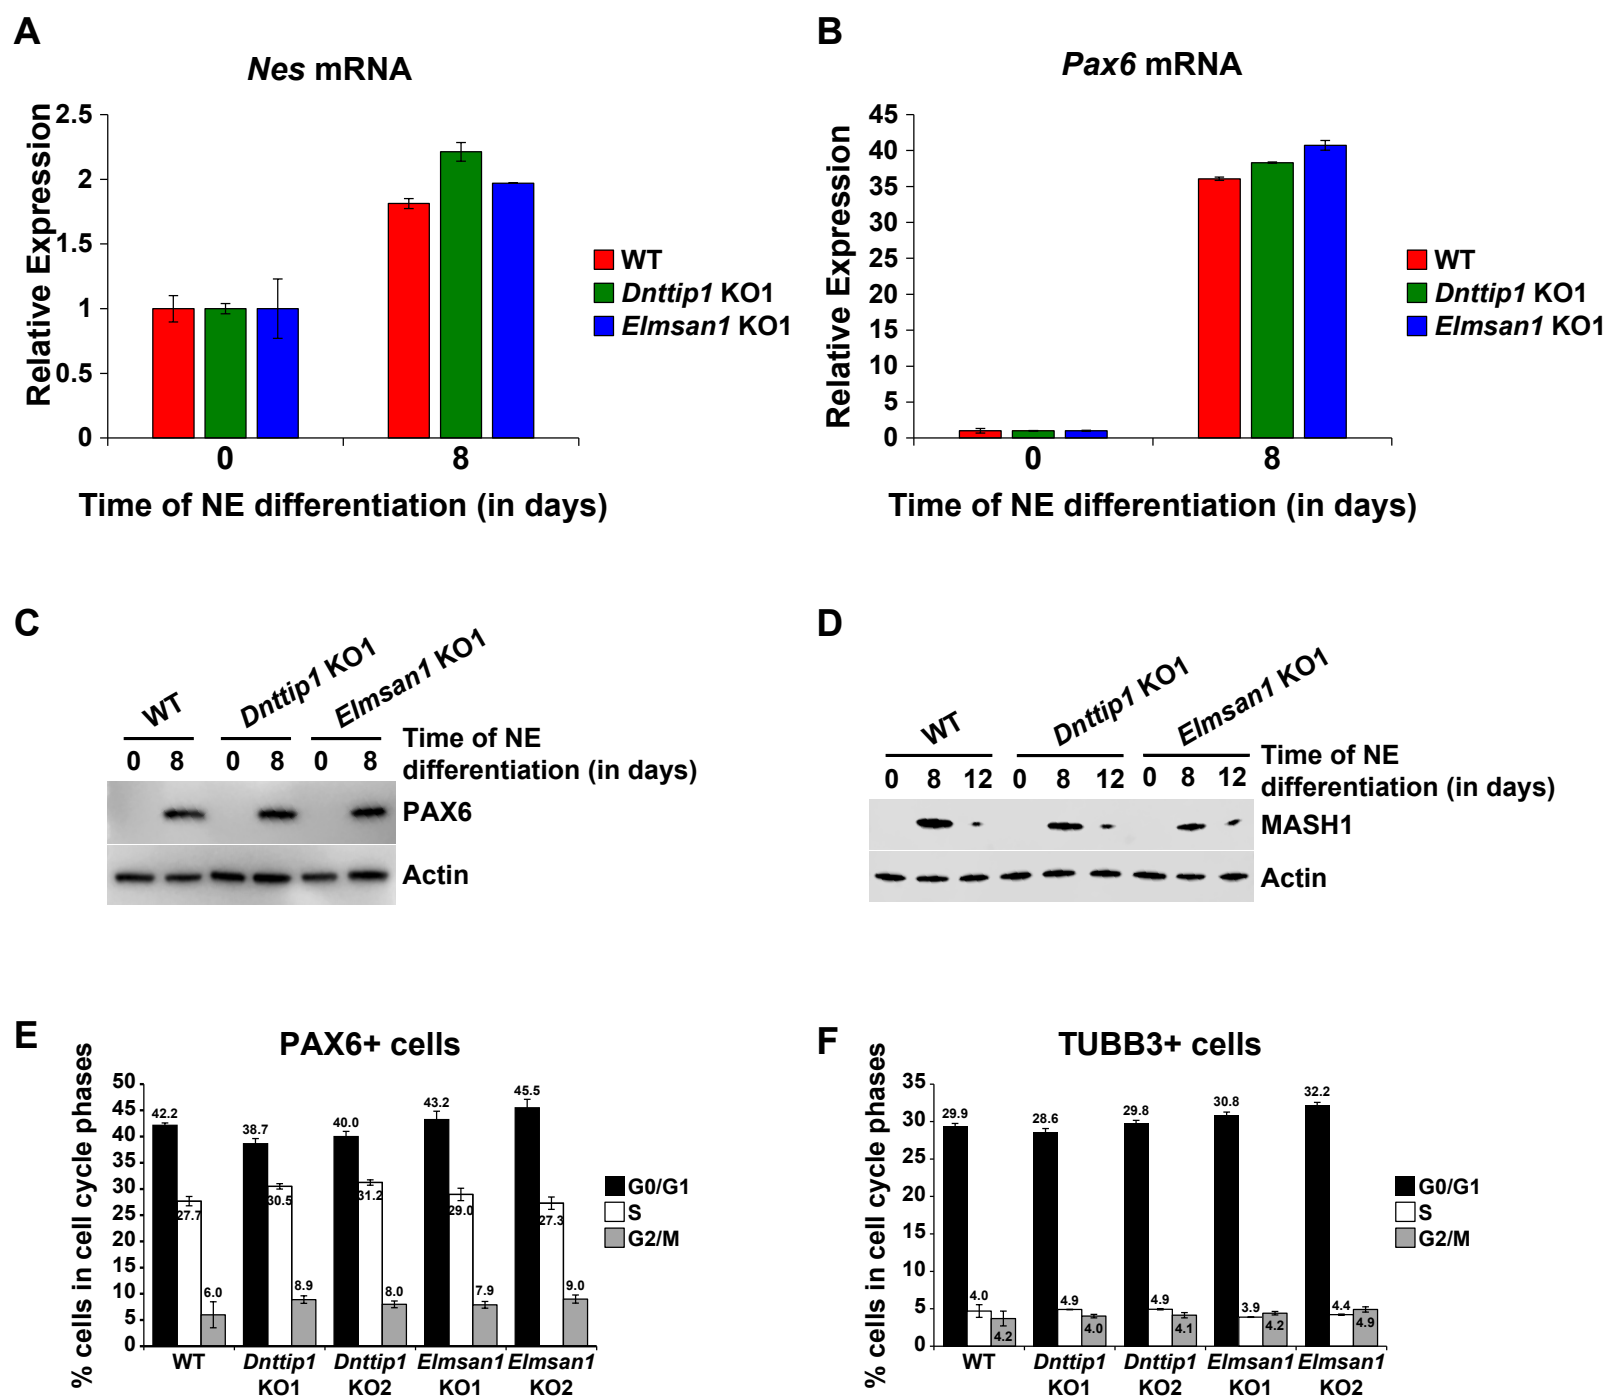 A
Nes mRNA
Relative Expression
2.5
2
1.5
1
0.5
0
0
8
Time of NE differentiation (in days)
WT
Dnttip1 KO1
Elmsan1 KO1
B
Pax6 mRNA
Relative Expression
45
40
35
30
25
20
15
10
5
0
0
8
Time of NE differentiation (in days)
WT
Dnttip1 KO1
Elmsan1 KO1
C
WT
Dnttip1 KO1
Elmsan1 KO1
0 8 0 8 0 8
Time of NE
differentiation (in days)
PAX6
Actin
D
WT
Dnttip1 KO1
Elmsan1 KO1
0 8 12 0 8 12 0 8 12
Time of NE
differentiation (in days)
MASH1
Actin
E
PAX6+ cells
% cells in cell cycle phases
50
45
40
35
30
25
20
15
10
5
0
42.2
27.7
6.0
38.7
30.5
8.9
40.0
31.2
8.0
43.2
29.0
7.9
45.5
27.3
9.0
WT
Dnttip1
KO1
Dnttip1
KO2
Elmsan1
KO1
Elmsan1
KO2
G0/G1
S
G2/M
F
TUBB3+ cells
% cells in cell cycle phases
35
30
25
20
15
10
5
0
29.9
4.0
4.2
28.6
4.9
4.0
29.8
4.9
4.1
30.8
3.9
4.2
32.2
4.4
4.9
WT
Dnttip1
KO1
Dnttip1
KO2
Elmsan1
KO1
Elmsan1
KO2
G0/G1
S
G2/M